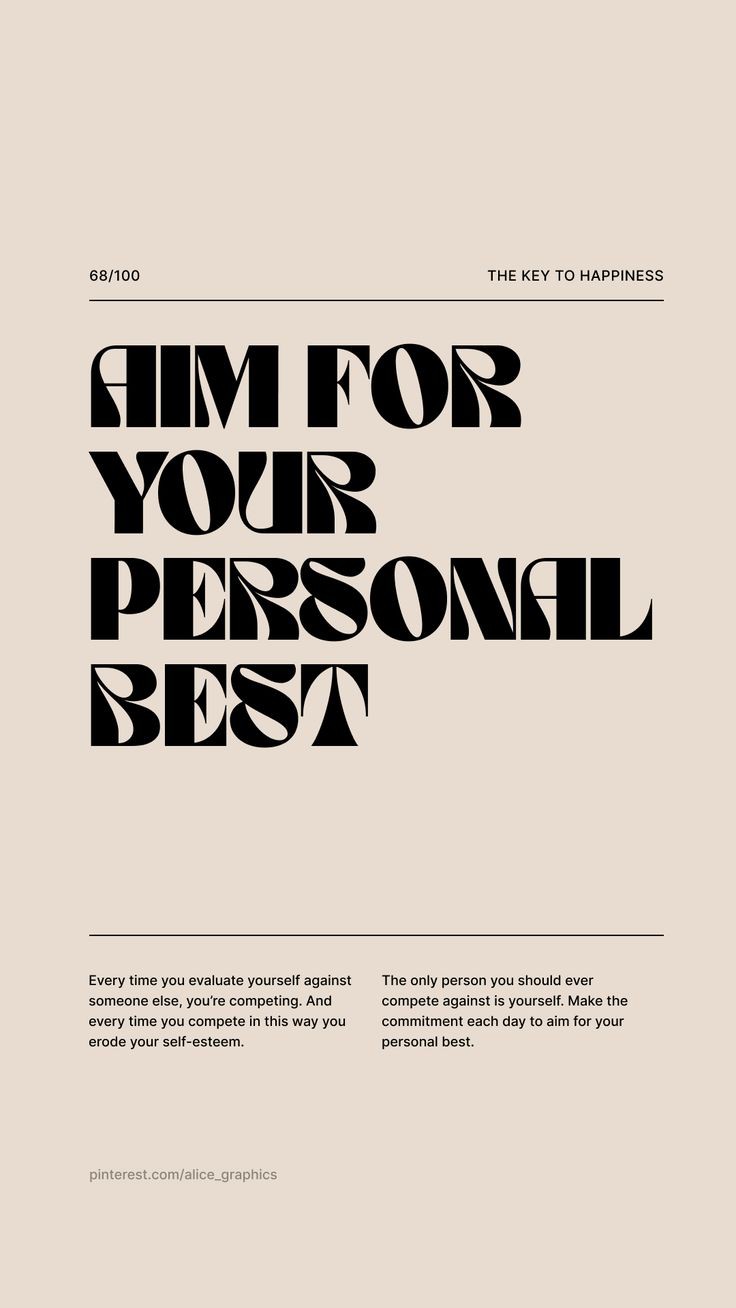 68/100
THE KEY TO HAPPINESS
AIM FOR
YOUR
PERSONAL
BEST
Every time you evaluate yourself against
someone else, you’re competing. And
every time you compete in this way you
erode your self-esteem.
The only person you should ever
compete against is yourself. Make the
commitment each day to aim for your
personal best.
pinterest.com/alice_graphics